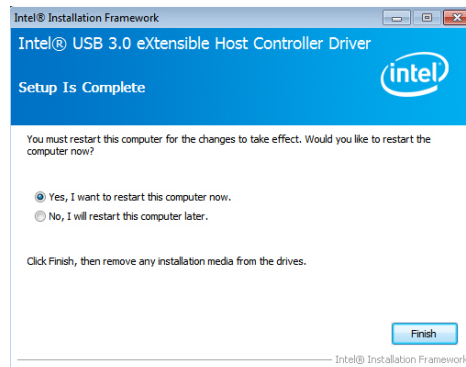 Intel® Installation Framework
Intel® USB 3.0 eXtensible Host Controller Driver
Setup Is Complete
intel
You must restart this computer for the changes to take effect. Would you like to restart the
computer now?
Yes, I want to restart this computer now.
No, I will restart this computer later.
Click Finish, then remove any installation media from the drives.
Finish
Intel® Installation Framework